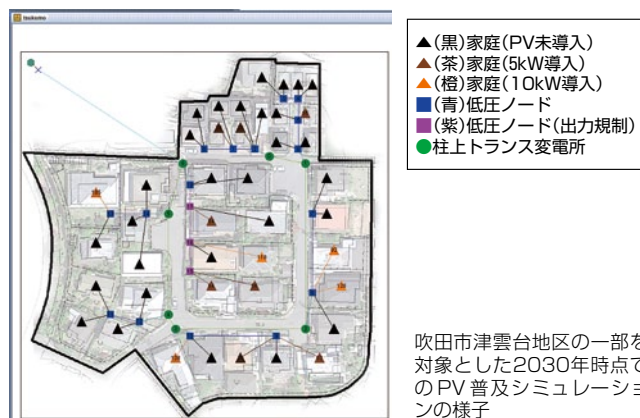 tsukumo
▲(黒)家庭(PV未導入)
▲(茶)家庭(5kW導入)
▲(橙)家庭(10kW導入)
■(青)低圧ノード
■(紫)低圧ノード(出力規制)
●柱上トランス変電所
吹田市津雲台地区の一部を
対象とした2030年時点で
のPV普及シミュレーショ
ンの様子